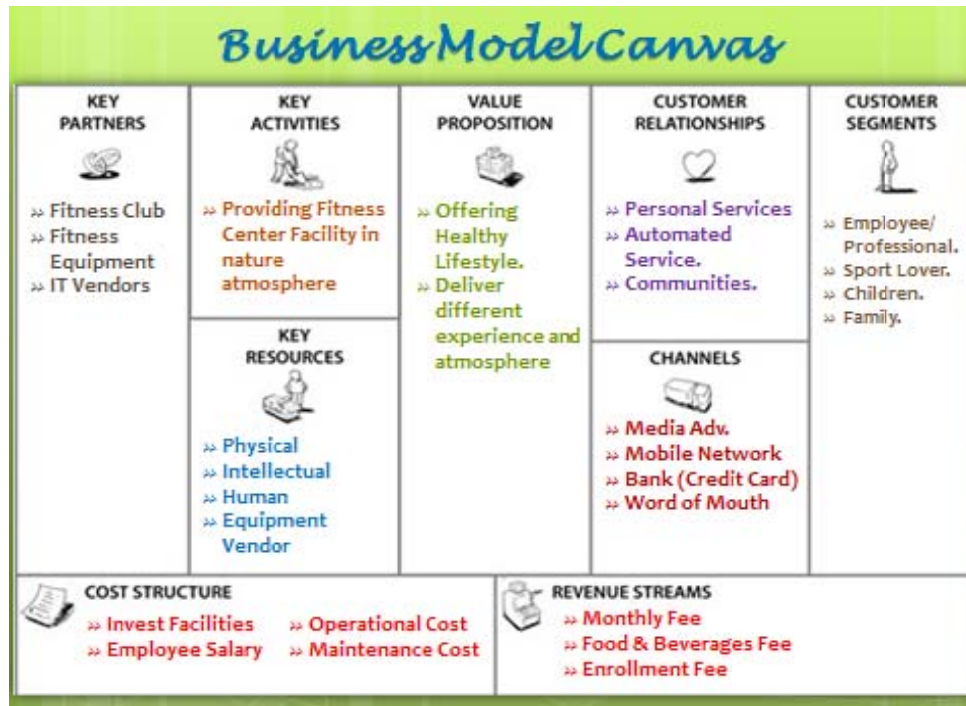 Business Model Canvas
KEY
PARTNERS
» Fitness Club
» Fitness
Equipment
» IT Vendors
KEY
ACTIVITIES
» Providing Fitness
Center Facility in
nature
atmosphere
KEY
RESOURCES
» Physical
» Intellectual
» Human
» Equipment
Vendor
VALUE
PROPOSITION
» Offering
Healthy
Lifestyle.
» Deliver
different
experience and
atmosphere
CUSTOMER
RELATIONSHIPS
» Personal Services
» Automated
Service.
» Communities.
CHANNELS
» Media Adv.
» Mobile Network
» Bank (Credit Card)
» Word of Mouth
CUSTOMER
SEGMENTS
» Employee/
Professional.
» Sport Lover.
» Children.
» Family.
COST STRUCTURE
» Invest Facilities
» Employee Salary
» Operational Cost
» Maintenance Cost
REVENUE STREAMS
» Monthly Fee
» Food & Beverages Fee
» Enrollment Fee